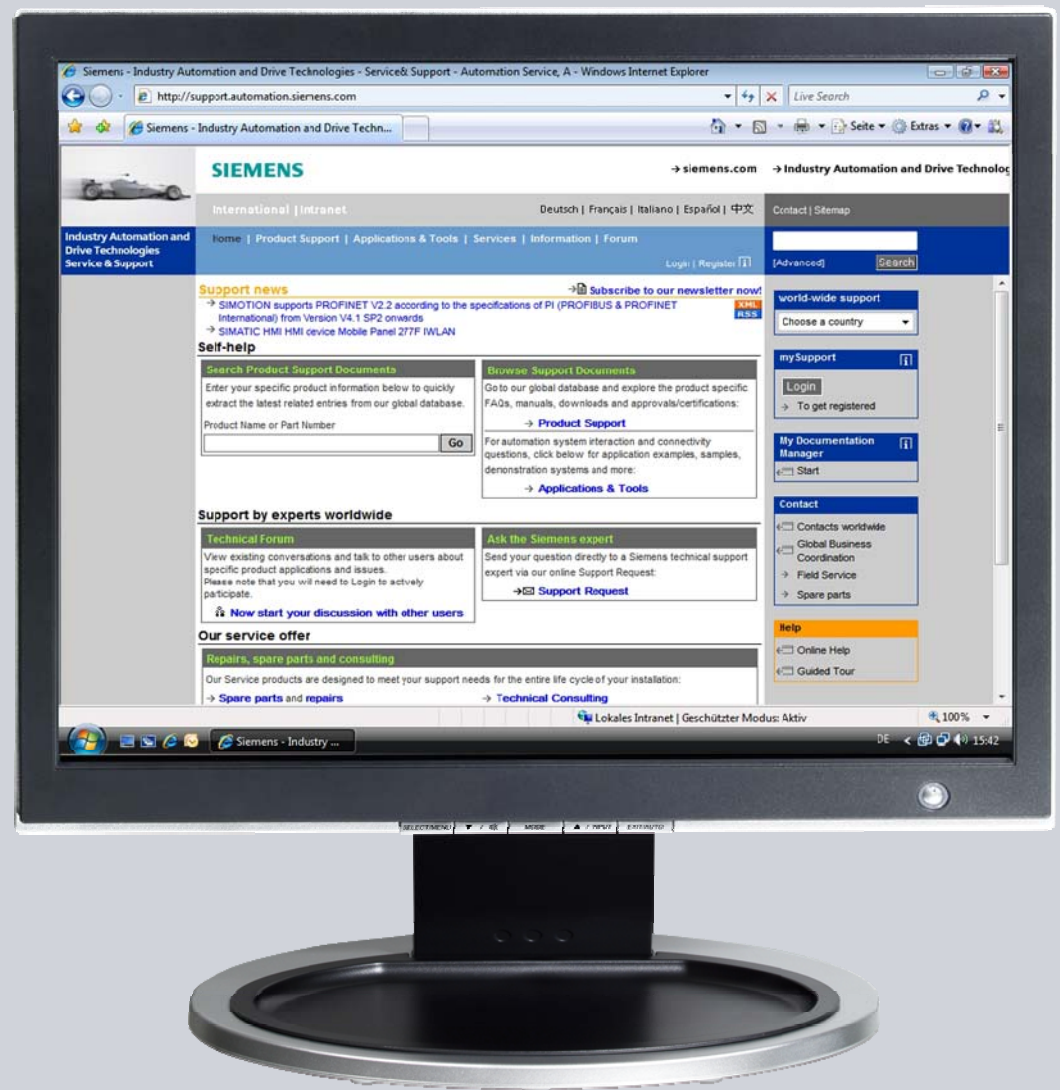 Siemens - Industry Automation and Drive Technologies - Service& Support - Automation Service, A - Windows Internet Explorer
http://support.automation.siemens.com
Live Search
Siemens - Industry Automation and Drive Techn...
Seite
Extras
SIEMENS
→ siemens.com
→ Industry Automation and Drive Technolog
International | Intranet
Deutsch | Français | Italiano | Español | 中文
Contact | Sitemap
Industry Automation and
Drive Technologies
Service & Support
Home | Product Support | Applications & Tools | Services | Information | Forum
Login | Register
[Advanced]
Search
Support news
→ Subscribe to our newsletter now!
→ SIMOTION supports PROFINET V2.2 according to the specifications of PI (PROFIBUS & PROFINET
International) from Version V4.1 SP2 onwards
XML
RSS
→ SIMATIC HMI HMI device Mobile Panel 277F IWLAN
Self-help
Search Product Support Documents
Enter your specific product information below to quickly
extract the latest related entries from our global database.
Product Name or Part Number
Go
Browse Support Documents
Go to our global database and explore the product specific
FAQs, manuals, downloads and approvals/certifications:
→ Product Support
For automation system interaction and connectivity
questions, click below for application examples, samples,
demonstration systems and more:
→ Applications & Tools
Support by experts worldwide
Technical Forum
View existing conversations and talk to other users about
specific product applications and issues.
Please note that you will need to Login to actively
participate.
Now start your discussion with other users
Ask the Siemens expert
Send your question directly to a Siemens technical support
expert via our online Support Request:
→ Support Request
Our service offer
Repairs, spare parts and consulting
Our Service products are designed to meet your support needs for the entire life cycle of your installation:
→ Spare parts and repairs
→ Technical Consulting
world-wide support
Choose a country
mySupport
Login
→ To get registered
My Documentation
Manager
Start
Contact
Contacts worldwide
Global Business
Coordination
→ Field Service
→ Spare parts
Help
Online Help
Guided Tour
Lokales Intranet | Geschützter Modus: Aktiv
100%
Siemens - Industry ...
DE
15:42
SELECT/MENU
MODE
▲ / INPUT
EXIT/AUTO